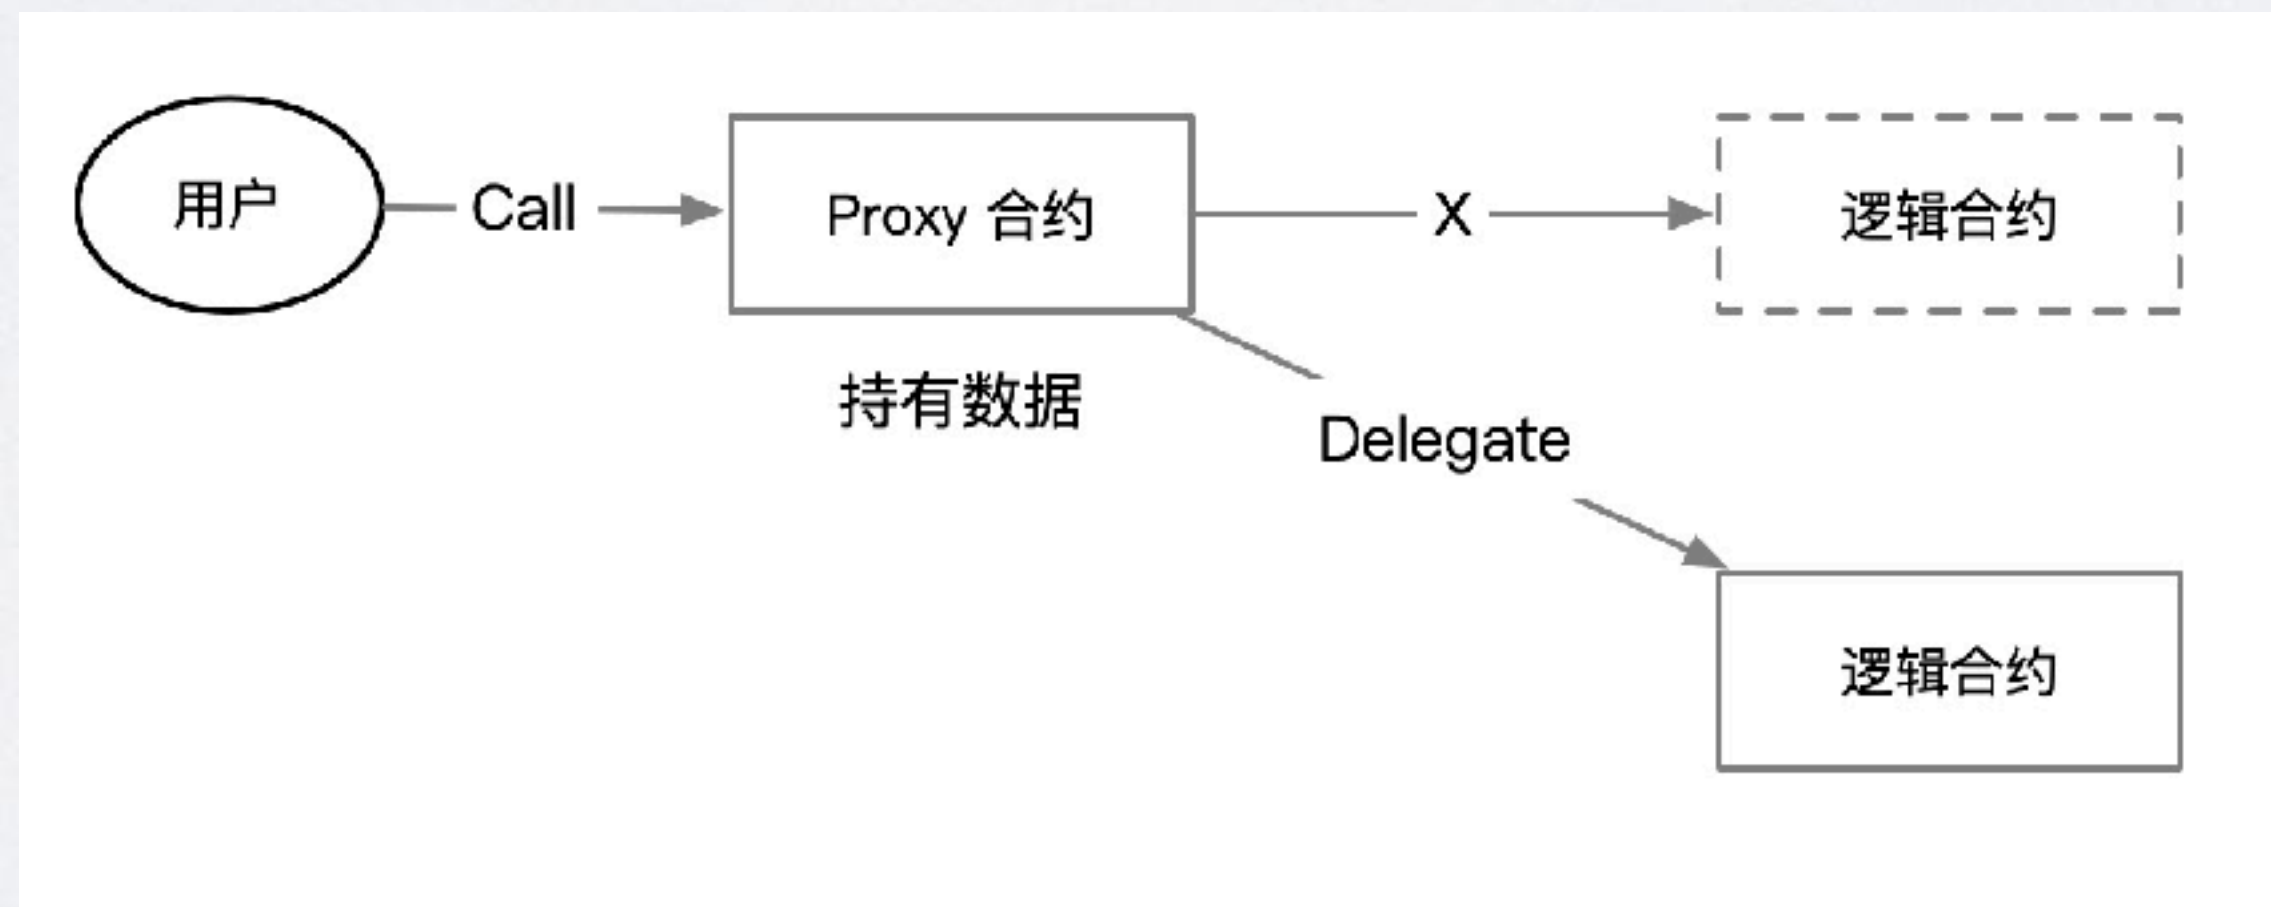 用户
Call
Proxy 合约
X
逻辑合约
持有数据
Delegate
逻辑合约